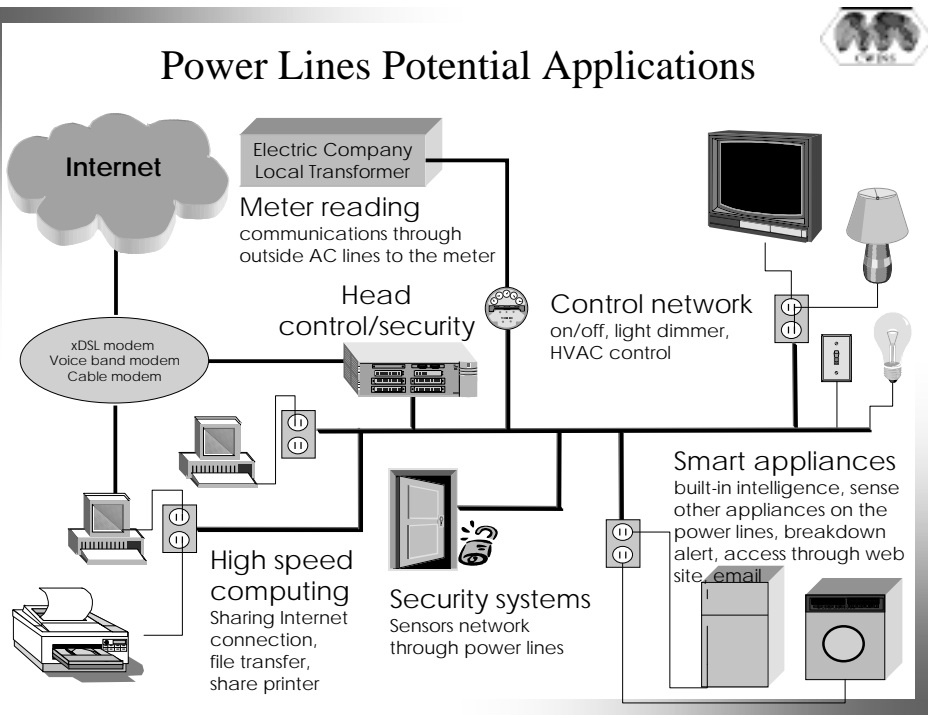 Power Lines Potential Applications
CWINS
Internet
Electric Company
Local Transformer
Meter reading
communications through
outside AC lines to the meter
Head
control/security
Control network
on/off, light dimmer,
HVAC control
xDSL modem
Voice band modem
Cable modem
Smart appliances
built-in intelligence, sense
other appliances on the
power lines, breakdown
alert, access through web
site, email
High speed
computing
Sharing Internet
connection,
file transfer,
share printer
Security systems
Sensors network
through power lines